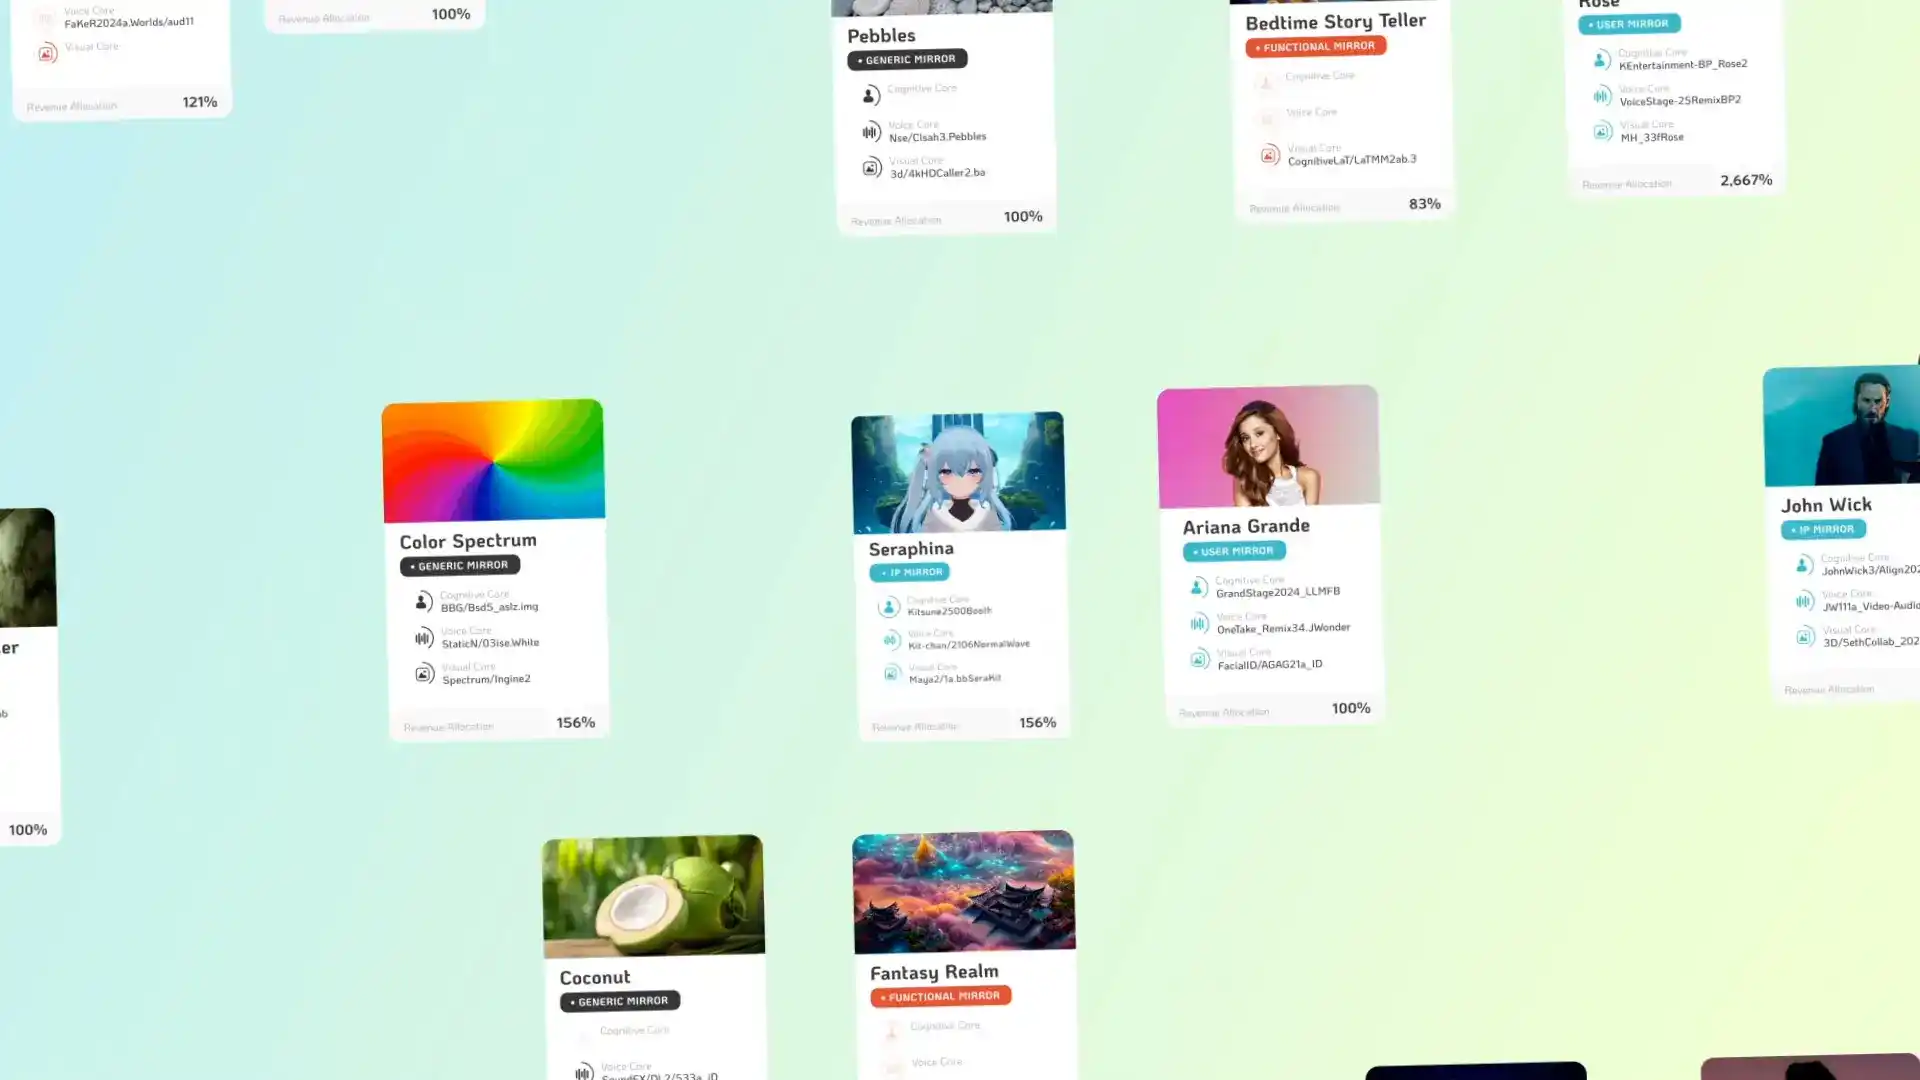 Voice Core
FaKeR2024a.Worlds/aud11
Visual Core
Revenue Allocation 121%
Revenue Allocation 100%
Pebbles
• GENERIC MIRROR
Cognitive Core
Voice Core
Nse/Clsah3.Pebbles
Visual Core
3d/4kHDCaller2.ba
Revenue Allocation 100%
Bedtime Story Teller
• FUNCTIONAL MIRROR
Cognitive Core
Voice Core
Visual Core
CognitiveLaT/LaTMM2ab.3
Revenue Allocation 83%
Rose
• USER MIRROR
Cognitive Core
KEntertainment-BP_Rose2
Voice Core
VoiceStage-25RemixBP2
Visual Core
MH_33fRose
Revenue Allocation 2,667%
er
100%
Color Spectrum
• GENERIC MIRROR
Cognitive Core
BBG/Bsd5_aslz.img
Voice Core
StaticN/03ise.White
Visual Core
Spectrum/Ingine2
Revenue Allocation 156%
Seraphina
• IP MIRROR
Cognitive Core
Kitsune2500Booth
Voice Core
Kit-chan/2106NormalWave
Visual Core
Maya2/1a.bbSeraKit
Revenue Allocation 156%
Ariana Grande
• USER MIRROR
Cognitive Core
GrandStage2024_LLMFB
Voice Core
OneTake_Remix34.JWonder
Visual Core
FacialID/AGAG21a_ID
Revenue Allocation 100%
John Wick
• IP MIRROR
Cognitive Core
JohnWick3/Align202
Voice Core
JW111a_Video-Audio
Visual Core
3D/SethCollab_202
Revenue Allocation
Coconut
• GENERIC MIRROR
Cognitive Core
Voice Core
SoundFX/DL2/533a_iD
Fantasy Realm
• FUNCTIONAL MIRROR
Cognitive Core
Voice Core